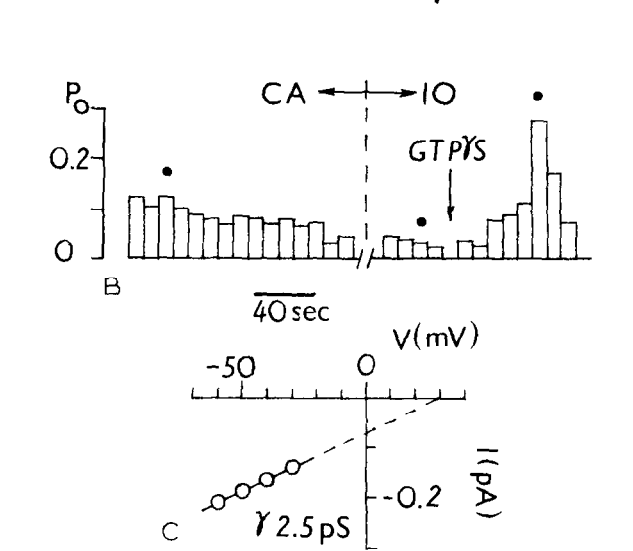 Po
CA IO
0.2
GTPγS
0
B
40 sec
V(mV)
-50 0
I(pA)
-0.2
γ 2.5 pS
C